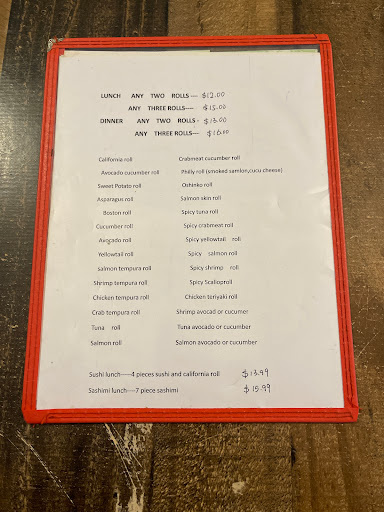 LUNCH ANY TWO ROLLS --- $12.00
ANY THREE ROLLS---- $15.00
DINNER ANY TWO ROLLS - $13.00
ANY THREE ROLLS--- $18.00
California roll Crabmeat cucumber roll
Avocado cucumber roll Philly roll (smoked samlon,cucu cheese)
Sweet Potato roll Oshinko roll
Asparagus roll Salmon skin roll
Boston roll Spicy tuna roll
Cucumber roll Spicy crabmeat roll
Avogado roll Spicy yellowtail roll
Yellowtail roll Spicy salmon roll
salmon tempura roll Spicy shrimp roll
Shrimp tempura roll Spicy Scalloproll
Chicken tempura roll Chicken teriyaki roll
Crab tempura roll Shrimp avocad or cucumer
Tuna roll Tuna avocado or cucumber
Salmon roll Salmon avocado or cucumber
Sushi lunch----4 pieces sushi and california roll $13.99
Sashimi lunch---7 piece sashimi $15.99